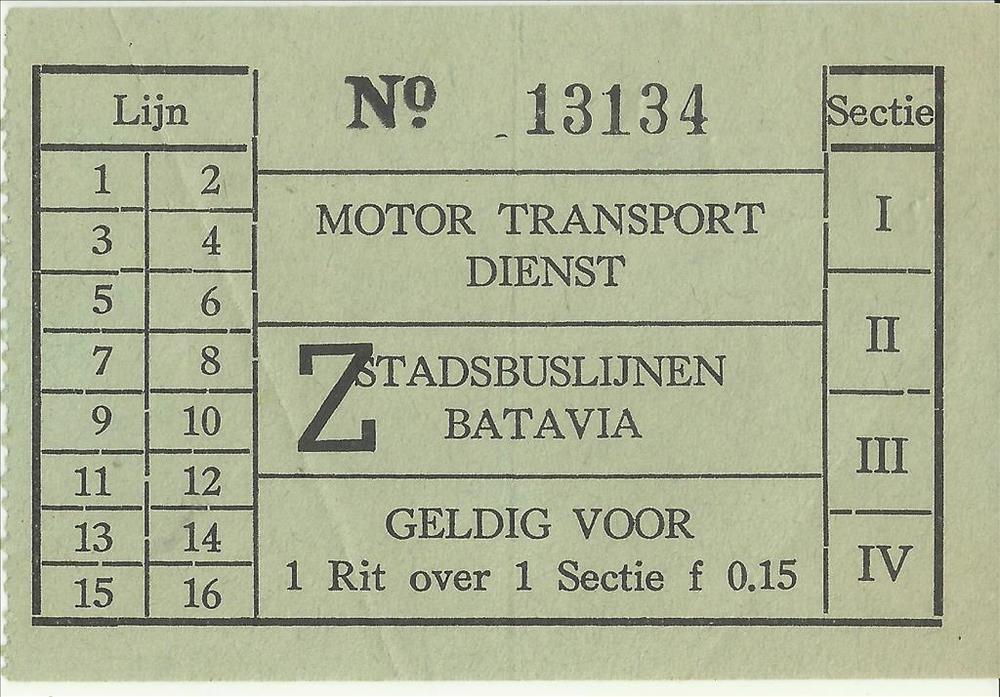 Lijn
1 2
3 4
5 6
7 8
9 10
11 12
13 14
15 16
Nº. 13134
MOTOR TRANSPORT
DIENST
Z
STADSBUSLIJNEN
BATAVIA
GELDIG VOOR
1 Rit over 1 Sectie f 0.15
Sectie
I
II
III
IV